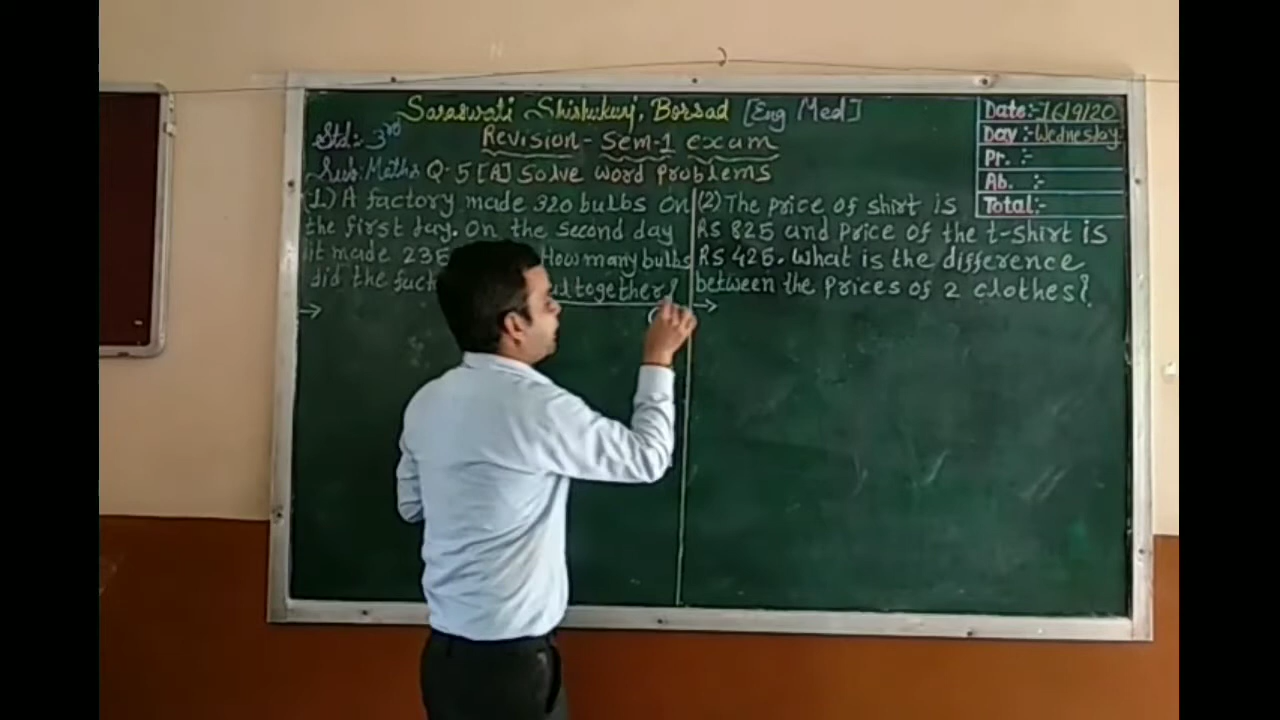 Saraswati Shishukunj, Borsad [Eng Med]
Std:- 3rd
Revision - Sem-1 exam
Sub: Maths Q.5 [A] Solve word problems
(1) A factory made 320 bulbs on
the first day. On the second day
it made 235 How many bulbs
did the together?
(2) The price of shirt is
RS 825 and price of the t-shirt is
RS 425. What is the difference
between the prices of 2 clothes?
Date:- 16/9/20
Day:- Wednesday
Pr. :-
Ab. :-
Total:-